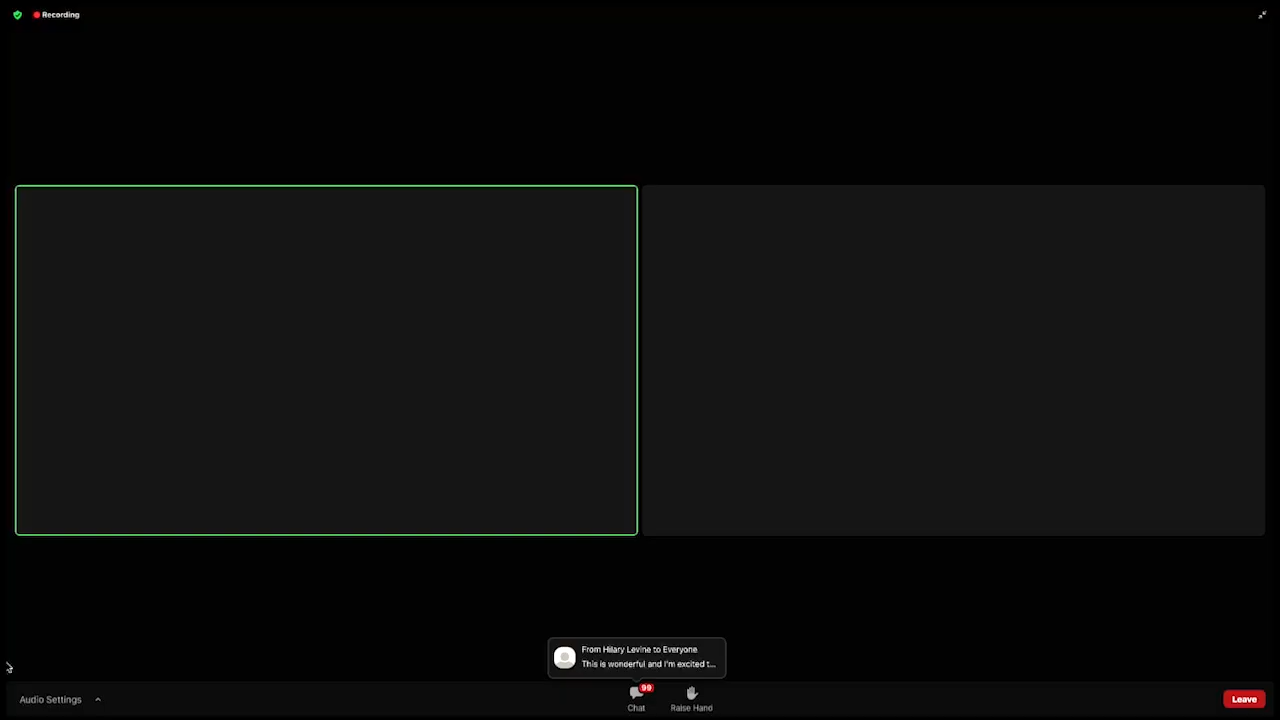 Recording
From Hilary Levine to Everyone
This is wonderful and I'm excited t...
99
Audio Settings
Chat
Raise Hand
Leave